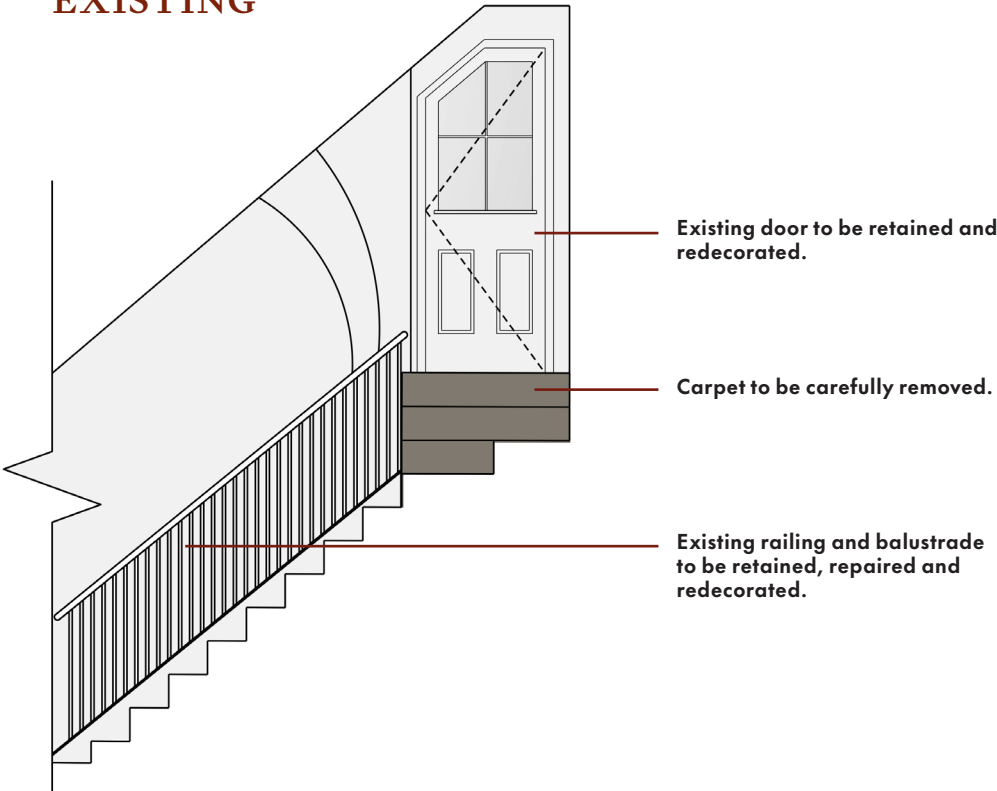 EXISTING
Existing door to be retained and
redecorated.
Carpet to be carefully removed.
Existing railing and balustrade
to be retained, repaired and
redecorated.